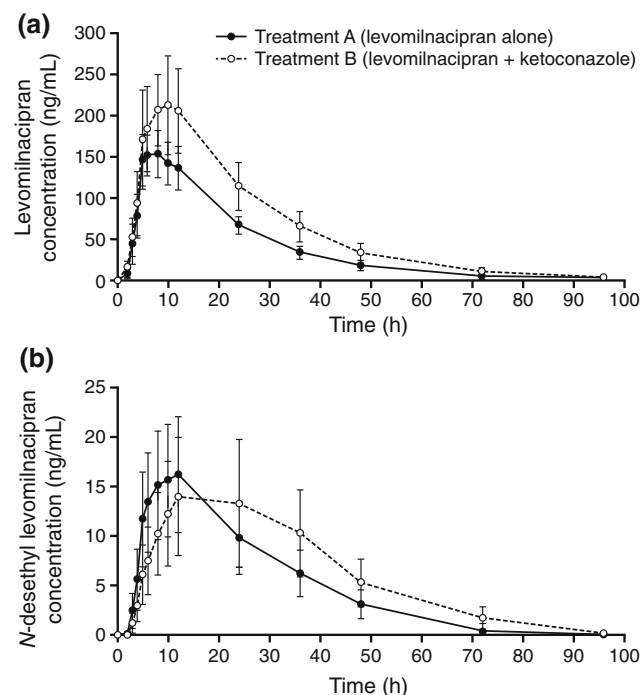 (a)
Treatment A (levomilnacipran alone)
Treatment B (levomilnacipran + ketoconazole)
Levomilnacipran
concentration (ng/mL)
300
250
200
150
100
50
0
0 10 20 30 40 50 60 70 80 90 100
Time (h)
(b)
N-desethyl levomilnacipran
concentration (ng/mL)
25
20
15
10
5
0
0 10 20 30 40 50 60 70 80 90 100
Time (h)